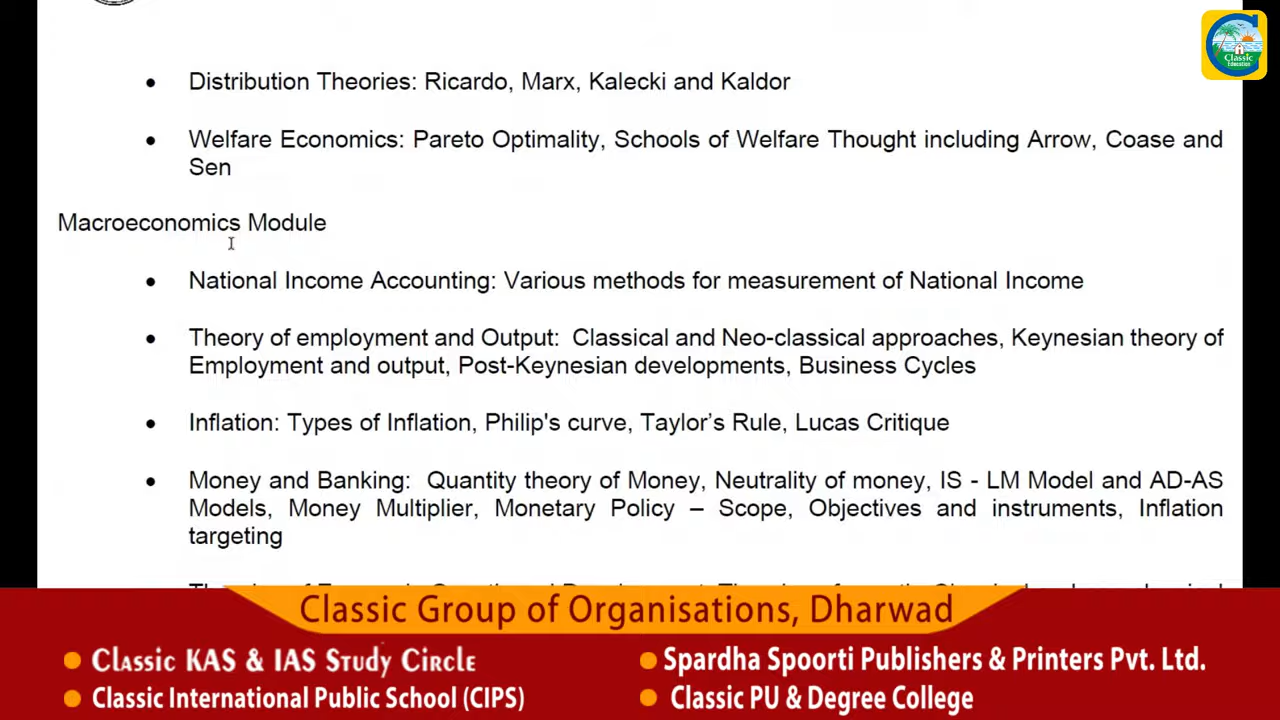 Classic
Education
• Distribution Theories: Ricardo, Marx, Kalecki and Kaldor
• Welfare Economics: Pareto Optimality, Schools of Welfare Thought including Arrow, Coase and
Sen
Macroeconomics Module
• National Income Accounting: Various methods for measurement of National Income
• Theory of employment and Output: Classical and Neo-classical approaches, Keynesian theory of
Employment and output, Post-Keynesian developments, Business Cycles
• Inflation: Types of Inflation, Philip's curve, Taylor’s Rule, Lucas Critique
• Money and Banking: Quantity theory of Money, Neutrality of money, IS - LM Model and AD-AS
Models, Money Multiplier, Monetary Policy – Scope, Objectives and instruments, Inflation
targeting
Classic Group of Organisations, Dharwad
Classic KAS & IAS Study Circle
Spardha Spoorti Publishers & Printers Pvt. Ltd.
Classic International Public School (CIPS)
Classic PU & Degree College